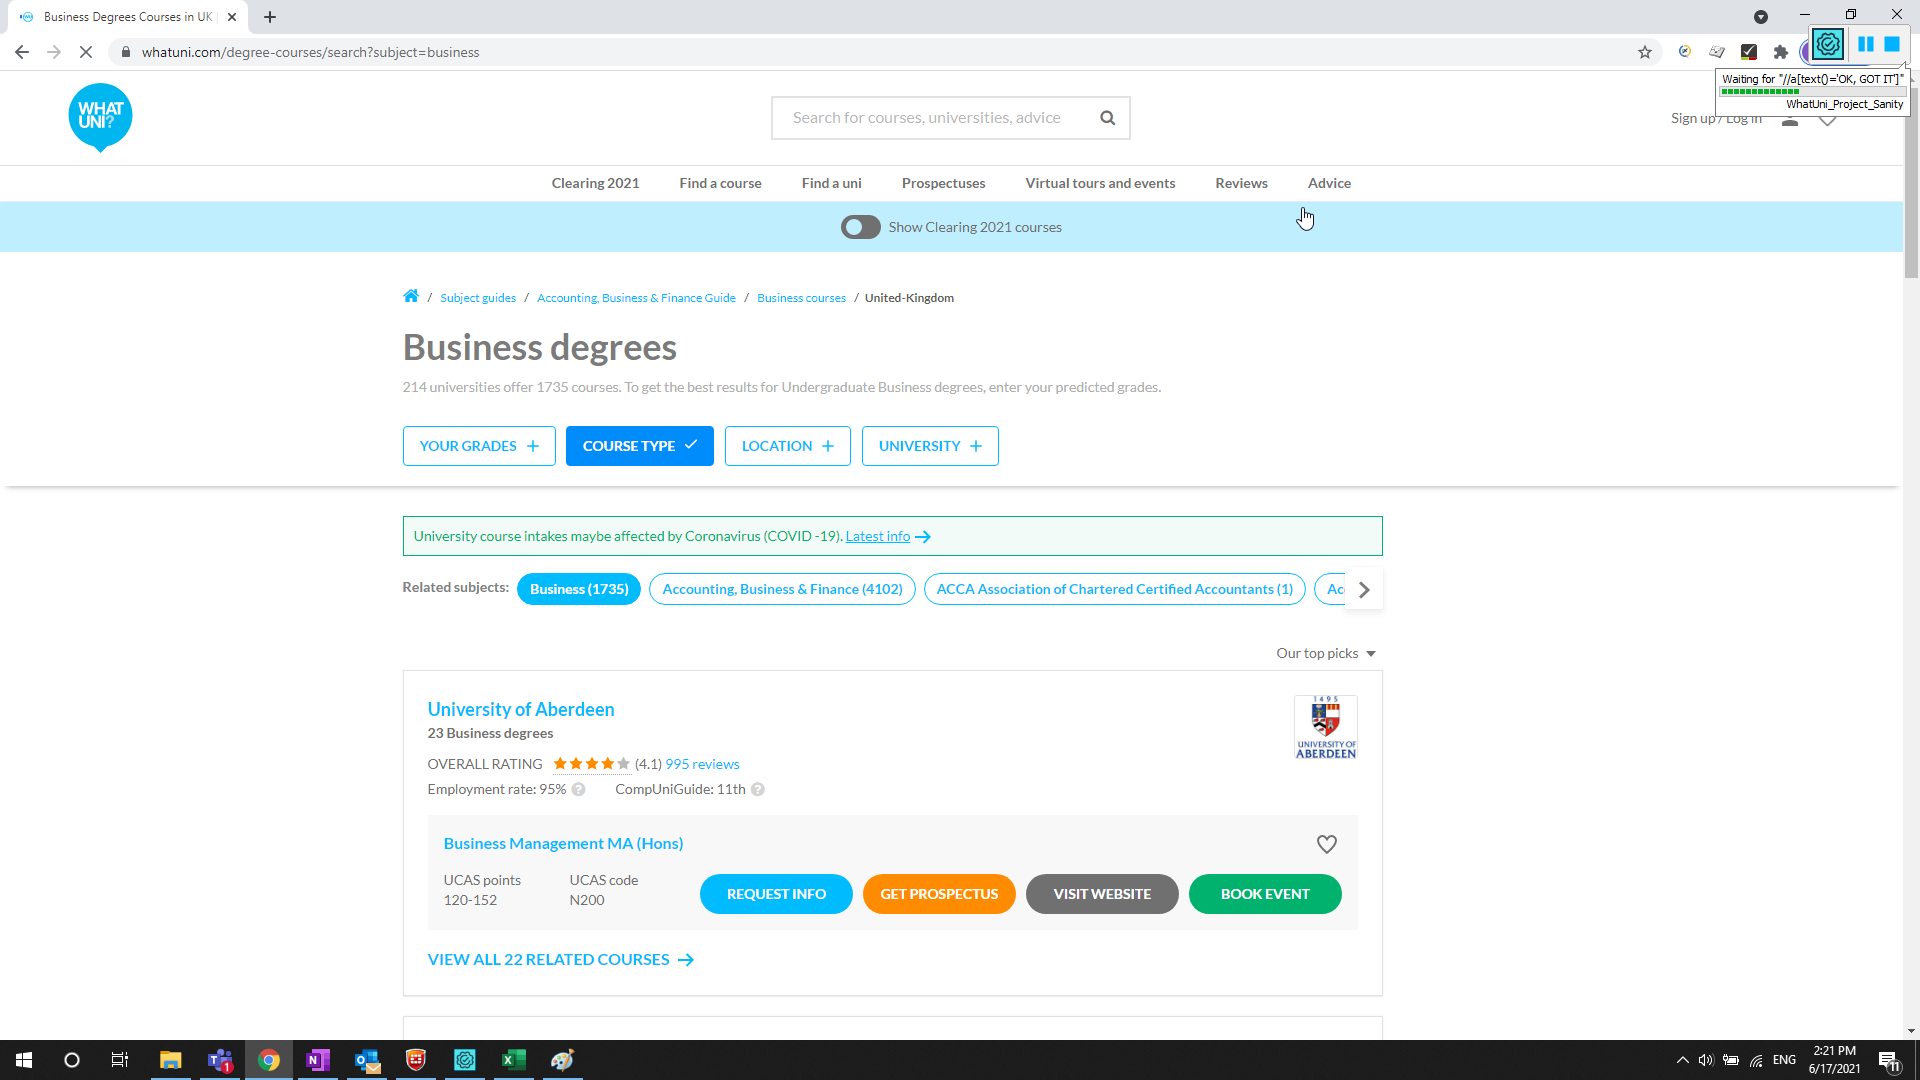 Business Degrees Courses in UK
whatuni.com/degree-courses/search?subject=business
Waiting for "//a[text()='OK, GOT IT']"
WhatUni_Project_Sanity
WHAT
UNI?
Search for courses, universities, advice
Sign up / Log in
Clearing 2021
Find a course
Find a uni
Prospectuses
Virtual tours and events
Reviews
Advice
Show Clearing 2021 courses
/ Subject guides / Accounting, Business & Finance Guide / Business courses / United-Kingdom
Business degrees
214 universities offer 1735 courses. To get the best results for Undergraduate Business degrees, enter your predicted grades.
YOUR GRADES
COURSE TYPE
LOCATION
UNIVERSITY
University course intakes maybe affected by Coronavirus (COVID -19). Latest info
Related subjects:
Business (1735)
Accounting, Business & Finance (4102)
ACCA Association of Chartered Certified Accountants (1)
Our top picks
University of Aberdeen
23 Business degrees
OVERALL RATING (4.1) 995 reviews
Employment rate: 95% ?
CompUniGuide: 11th ?
1495
UNIVERSITY OF
ABERDEEN
Business Management MA (Hons)
UCAS points
120-152
UCAS code
N200
REQUEST INFO
GET PROSPECTUS
VISIT WEBSITE
BOOK EVENT
VIEW ALL 22 RELATED COURSES
ENG
2:21 PM
6/17/2021
11